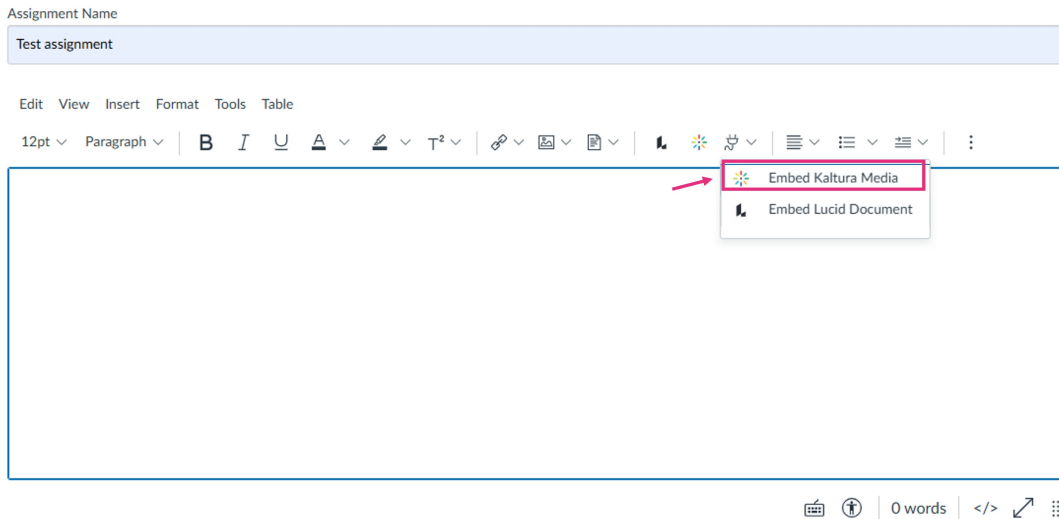 Assignment Name
Test assignment
Edit View Insert Format Tools Table
12pt Paragraph B I U A T²
Embed Kaltura Media
Embed Lucid Document
0 words </>